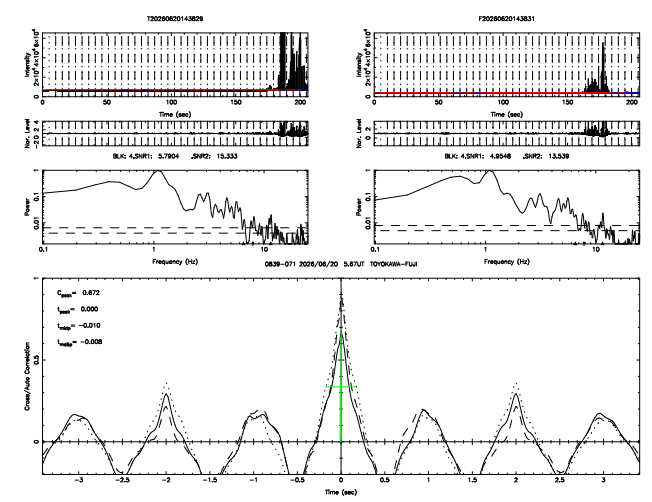 T20260620143829
F20260620143831
Intensity
0 2×10⁴ 4×10⁴ 6×10⁴
0 50 100 150 200
Time (sec)
Intensity
0 2×10⁴ 4×10⁴ 6×10⁴
0 50 100 150 200
Time (sec)
Nor. Level
-2 0 2 4
Nor. Level
0 2
BLK: 4,SNR1: 5.7904 ,SNR2: 15.333
BLK: 4,SNR1: 4.9548 ,SNR2: 13.539
Power
1
0.1
0.01
0.1 1 10
Frequency (Hz)
Power
1
0.1
0.01
0.1 1 10
Frequency (Hz)
0839-071 2026/06/20 5.67UT TOYOKAWA-FUJI
Cpeak= 0.672
tpeak= 0.000
tmidp= -0.010
Cross/Auto Correlation
1
0.5
0
-3 -2.5 -2 -1.5 -1 -0.5 0 0.5 1 1.5 2 2.5 3
Time (sec)